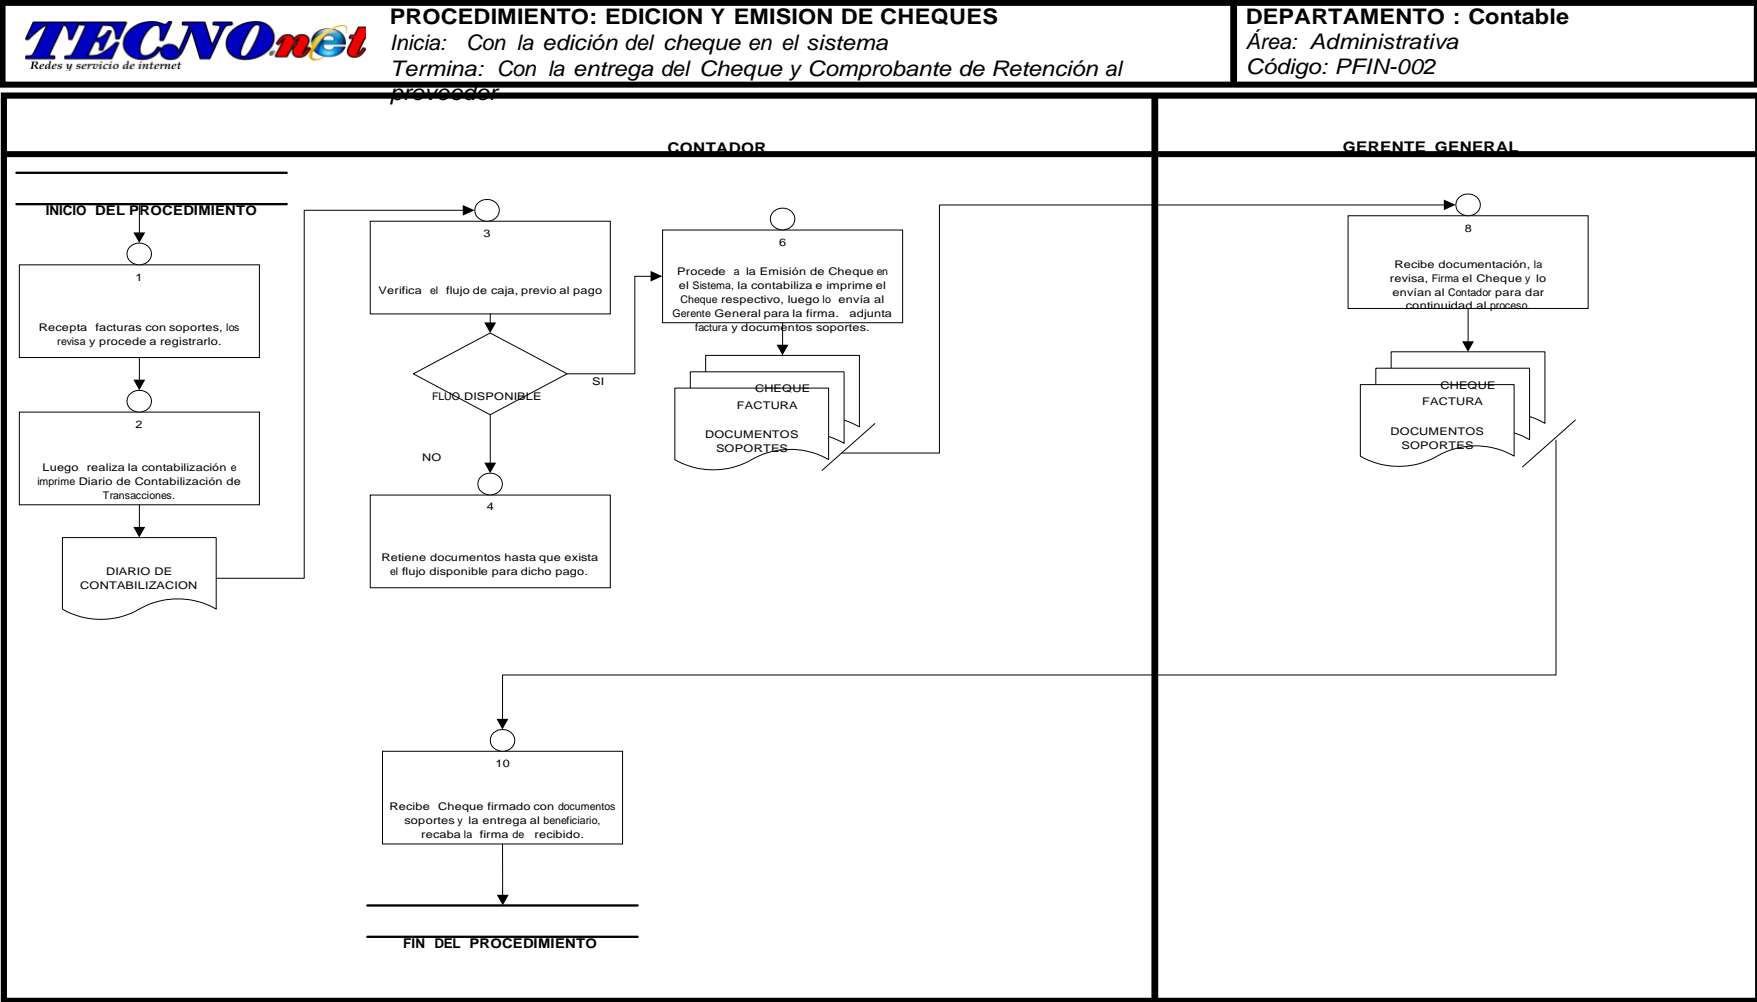 TECNOnet
Redes y servicio de internet
PROCEDIMIENTO: EDICION Y EMISION DE CHEQUES
Inicia: Con la edición del cheque en el sistema
Termina: Con la entrega del Cheque y Comprobante de Retención al
proveedor
DEPARTAMENTO : Contable
Área: Administrativa
Código: PFIN-002
CONTADOR
GERENTE GENERAL
INICIO DEL PROCEDIMIENTO
1
Recepta facturas con soportes, los
revisa y procede a registrarlo.
2
Luego realiza la contabilización e
imprime Diario de Contabilización de
Transacciones.
DIARIO DE
CONTABILIZACION
3
Verifica el flujo de caja, previo al pago
FLUO DISPONIBLE
SI
NO
4
Retiene documentos hasta que exista
el flujo disponible para dicho pago.
6
Procede a la Emisión de Cheque en
el Sistema, la contabiliza e imprime el
Cheque respectivo, luego lo envía al
Gerente General para la firma. adjunta
factura y documentos soportes.
CHEQUE
FACTURA
DOCUMENTOS
SOPORTES
8
Recibe documentación, la
revisa, Firma el Cheque y lo
envían al Contador para dar
continuidad al proceso.
CHEQUE
FACTURA
DOCUMENTOS
SOPORTES
10
Recibe Cheque firmado con documentos
soportes y la entrega al beneficiario,
recaba la firma de recibido.
FIN DEL PROCEDIMIENTO